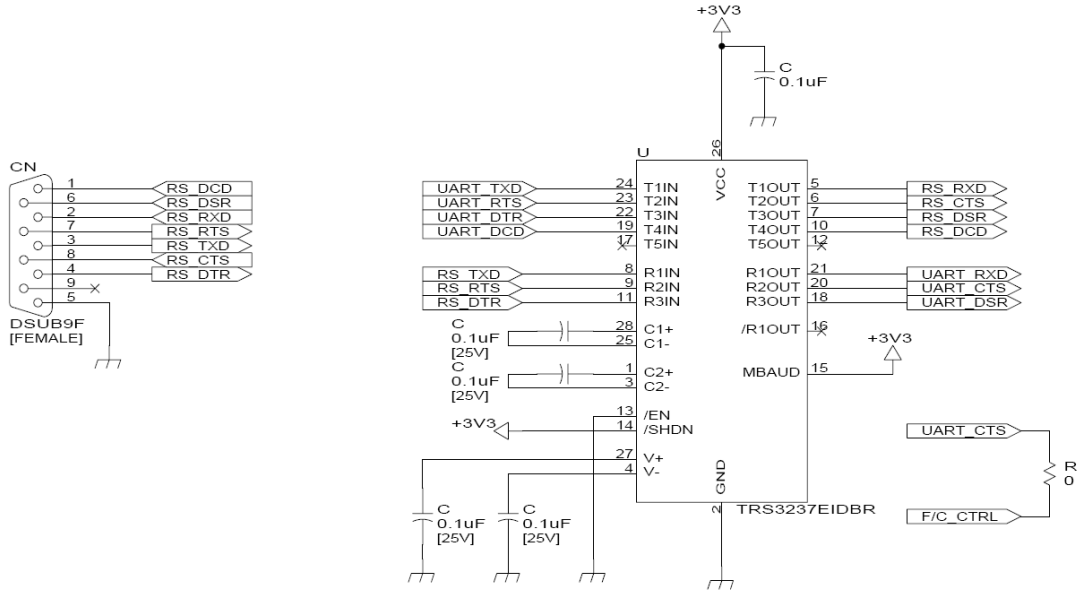 +3V3
C
0.1uF
CN
1 RS_DCD
6 RS_DSR
2 RS_RXD
7 RS_RTS
3 RS_TXD
8 RS_CTS
4 RS_DTR
9
5
DSUB9F
[FEMALE]
U
26
VCC
UART_TXD 24 T1IN T1OUT 5 RS_RXD
UART_RTS 23 T2IN T2OUT 6 RS_CTS
UART_DTR 22 T3IN T3OUT 7 RS_DSR
UART_DCD 19 T4IN T4OUT 10 RS_DCD
17 T5IN T5OUT 12
RS_TXD 8 R1IN R1OUT 21 UART_RXD
RS_RTS 9 R2IN R2OUT 20 UART_CTS
RS_DTR 11 R3IN R3OUT 18 UART_DSR
C
0.1uF
[25V]
28 C1+ /R1OUT 16
25 C1-
+3V3
C
0.1uF
[25V]
1 C2+ MBAUD 15
3 C2-
13 /EN
+3V3 14 /SHDN
UART_CTS
27 V+
4 V-
R
0
GND
2
TRS3237EIDBR
F/C_CTRL
C
0.1uF
[25V]
C
0.1uF
[25V]